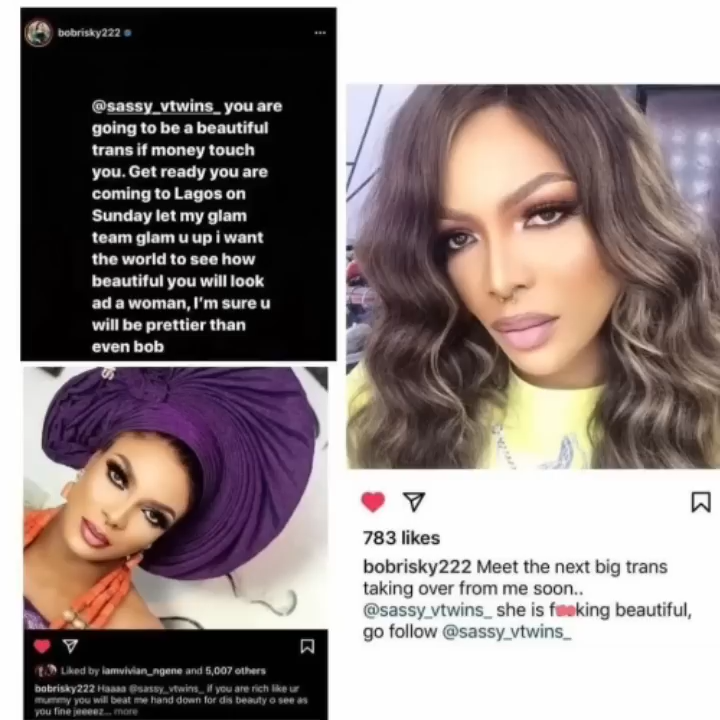 bobrisky222
@sassy_vtwins_ you are
going to be a beautiful
trans if money touch
you. Get ready you are
coming to Lagos on
Sunday let my glam
team glam u up i want
the world to see how
beautiful you will look
ad a woman, I'm sure u
will be prettier than
even bob
Liked by iamvivian_ngene and 5,007 others
bobrisky222 Haaaa @sassy_vtwins_ if you are rich like ur
mummy you will beat me hand down for dis beauty o see as
you fine jeeeez... more
783 likes
bobrisky222 Meet the next big trans
taking over from me soon..
@sassy_vtwins_ she is f king beautiful,
go follow @sassy_vtwins_